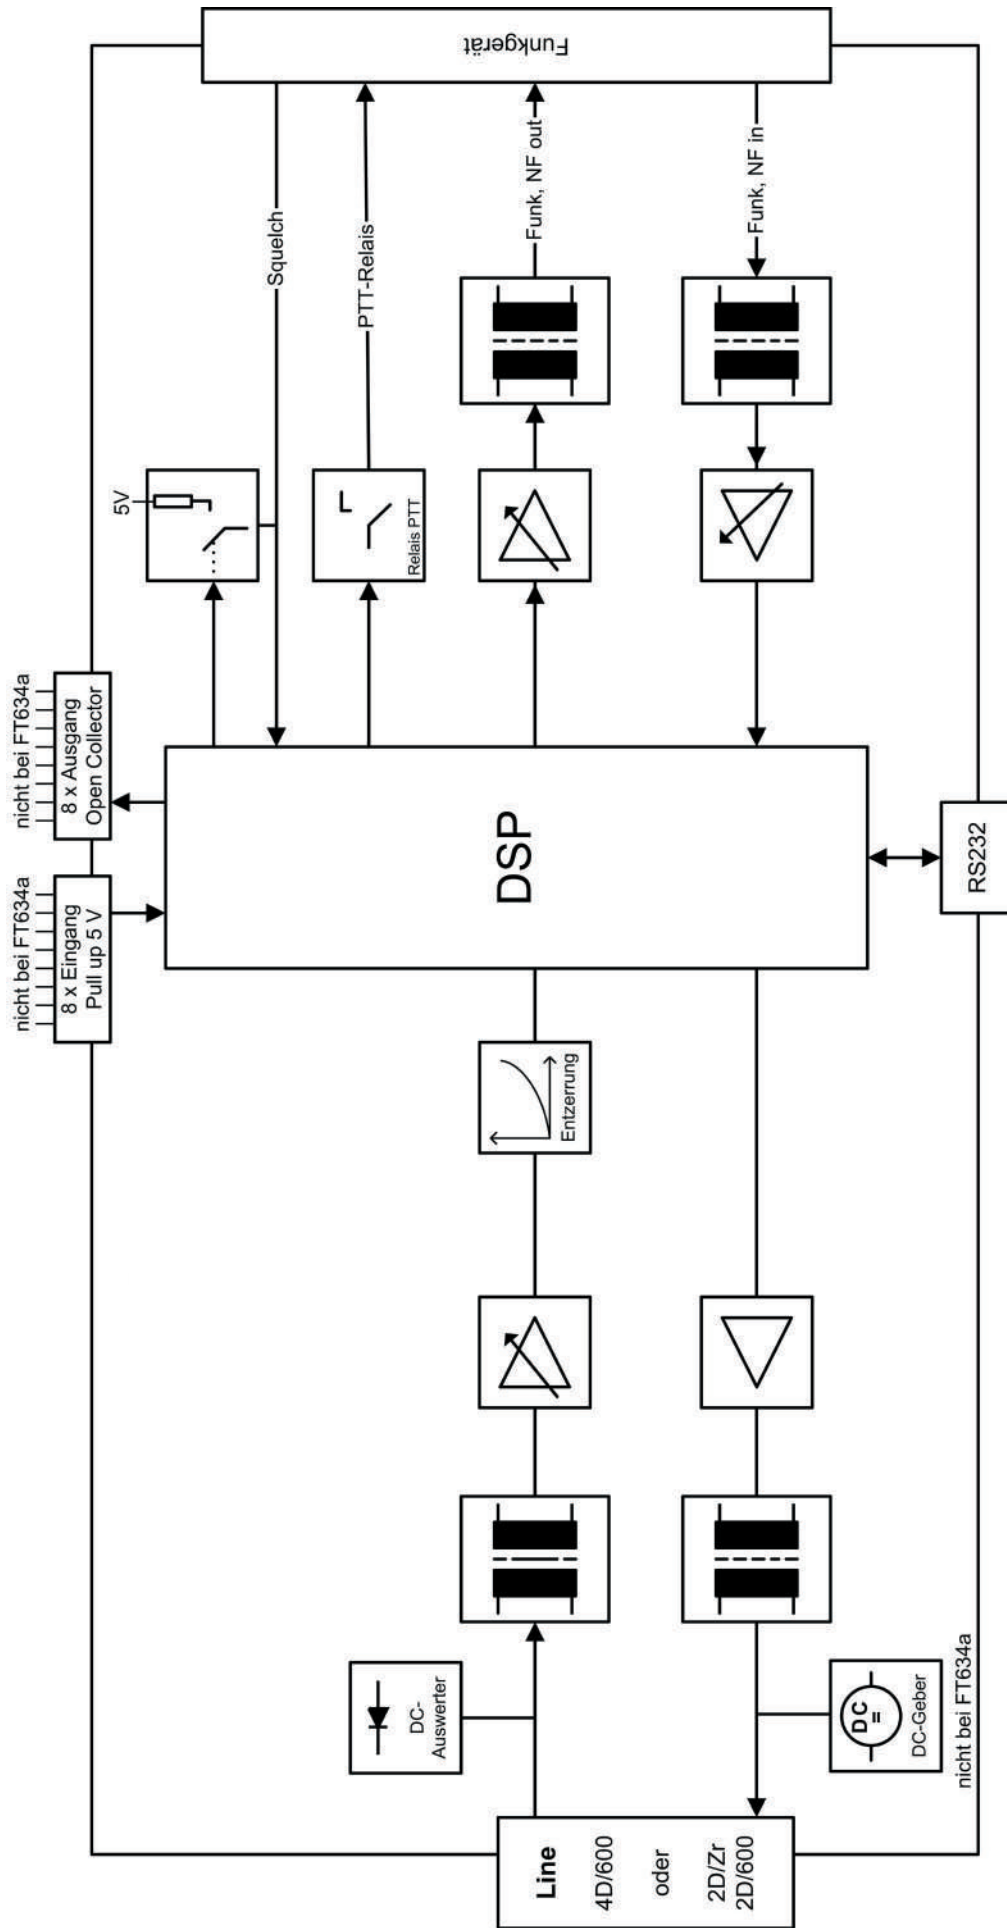 nicht bei FT634a
8 x Eingang
Pull up 5 V
nicht bei FT634a
8 x Ausgang
Open Collector
5V
Squelch
PTT-Relais
Relais PTT
Funkgerät
DC-
Auswerter
Entzerrung
DSP
Funk, NF out
Line
4D/600
oder
2D/Zr
2D/600
Funk, NF in
DC
=
DC-Geber
nicht bei FT634a
RS232